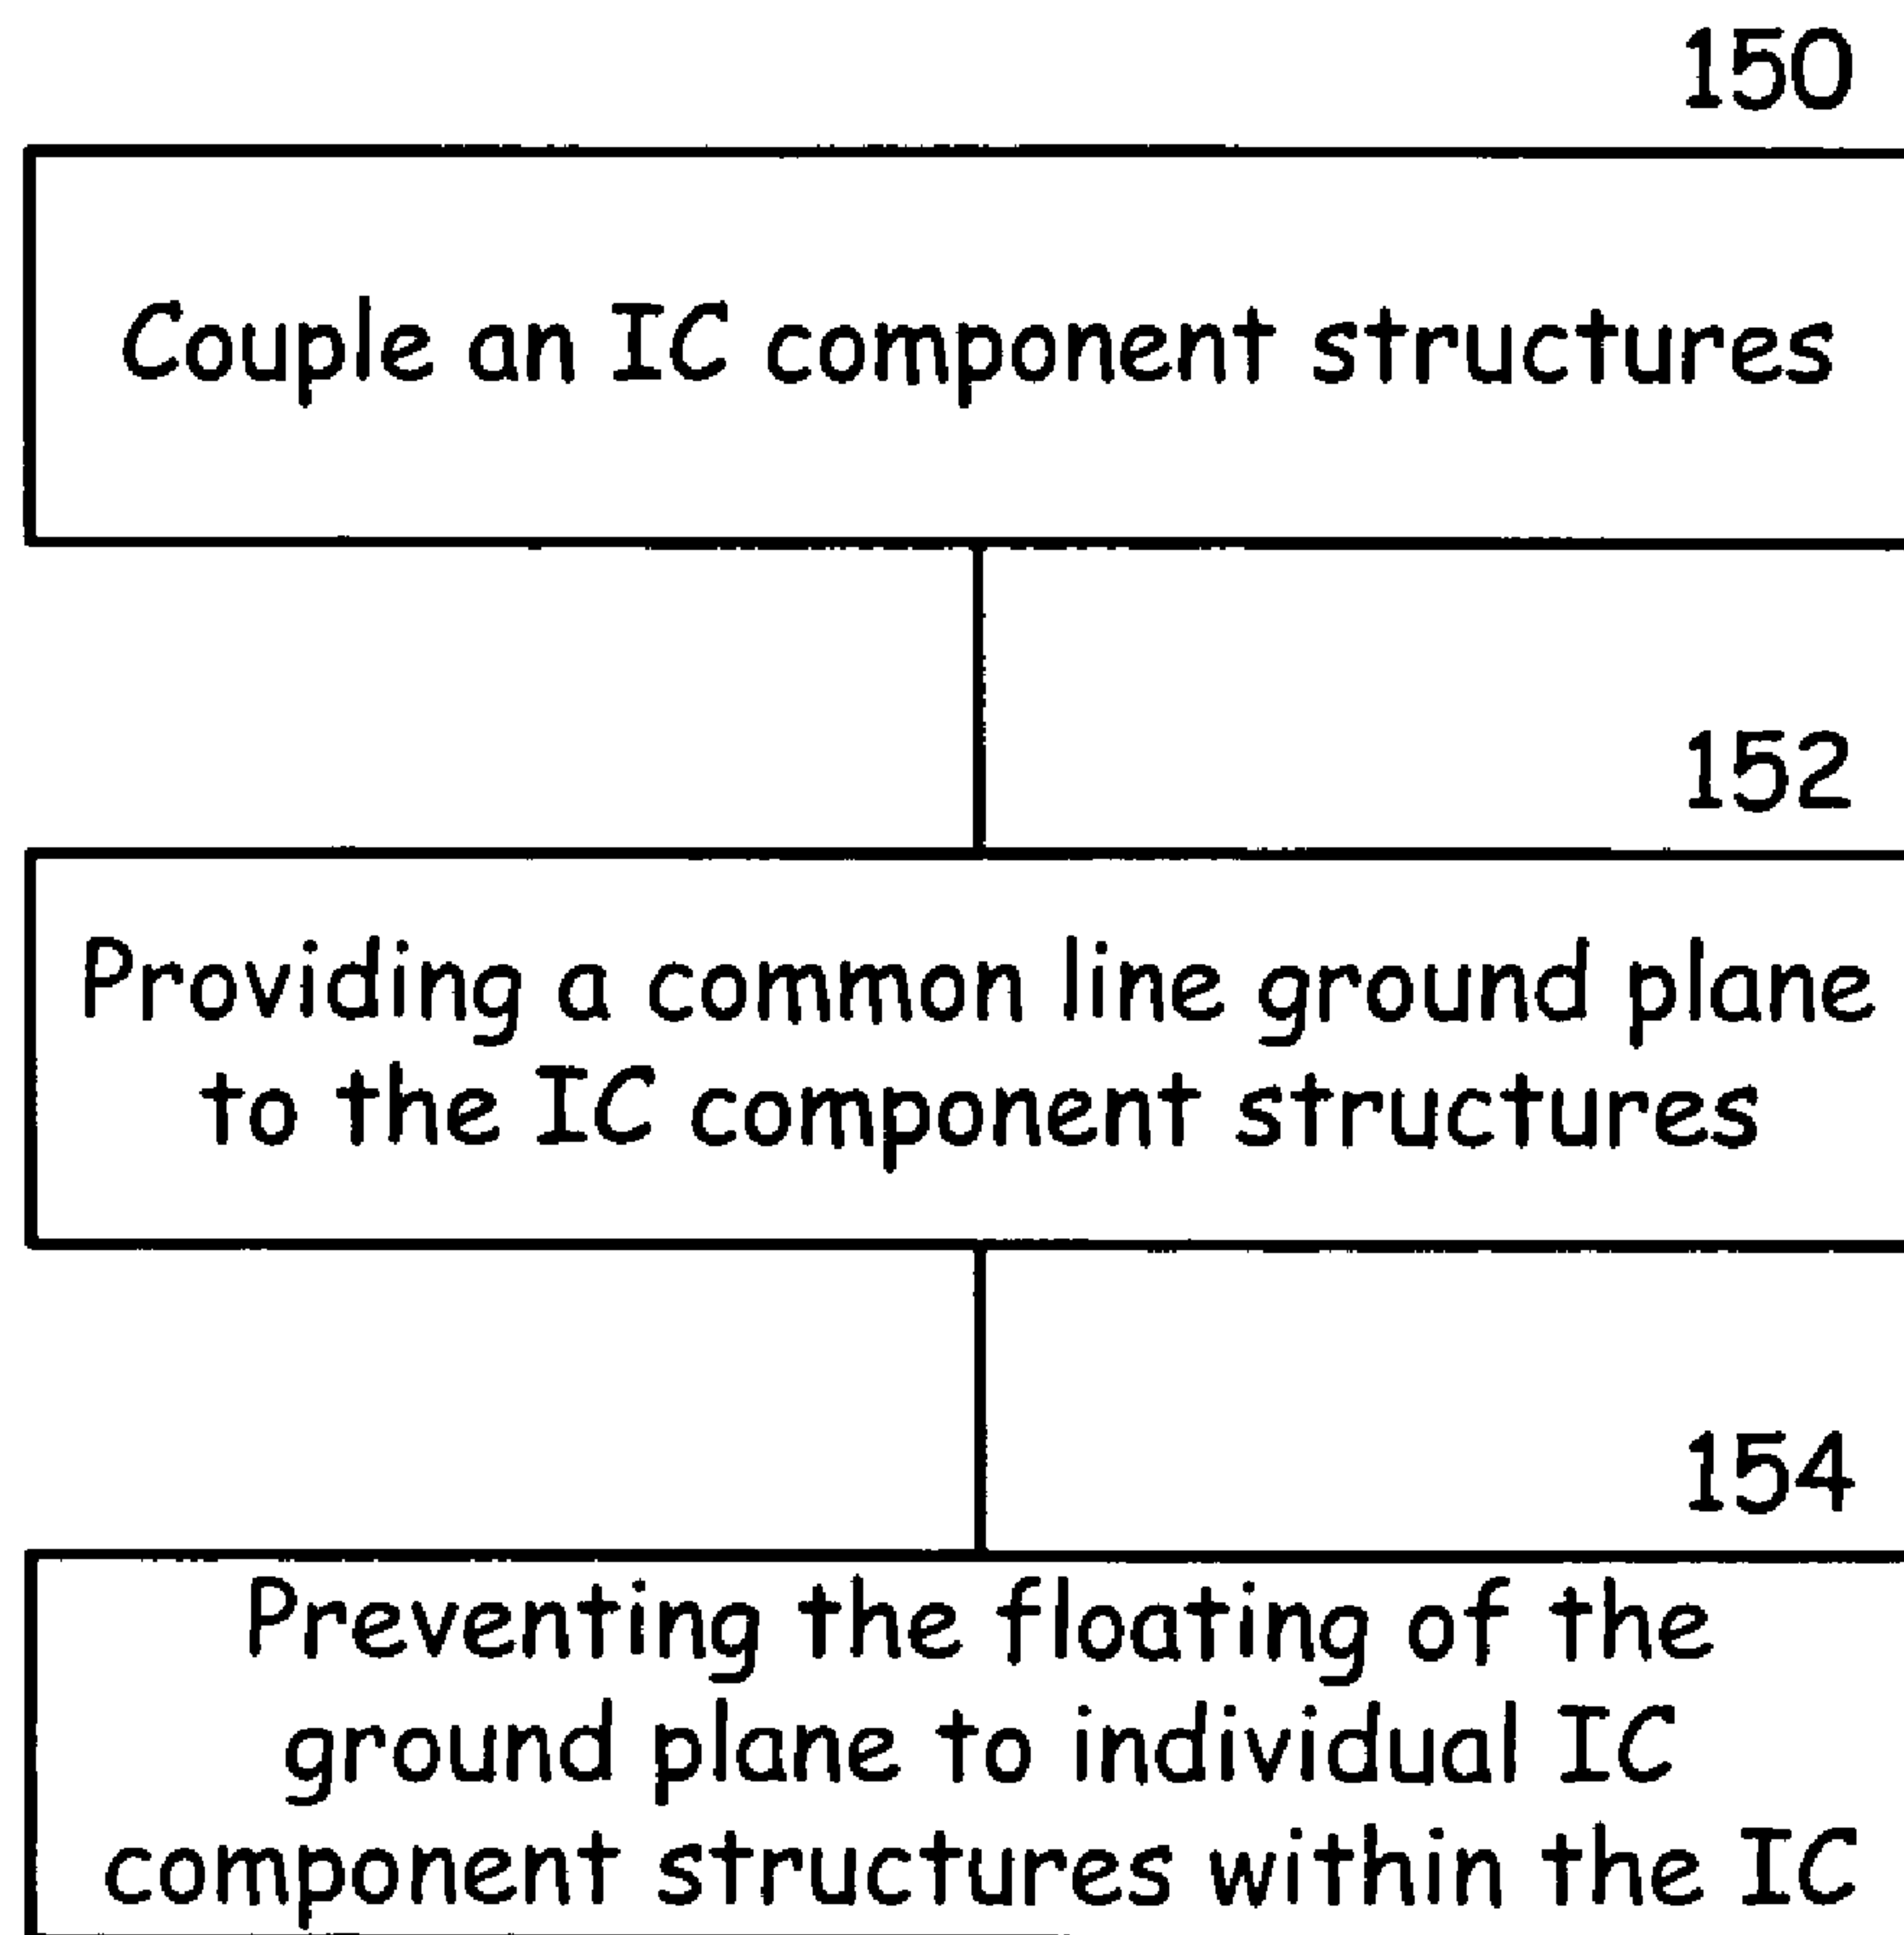 150
Couple an IC component structures
152
Providing a common line ground plane
to the IC component structures
154
Preventing the floating of the
ground plane to individual IC
component structures within the IC